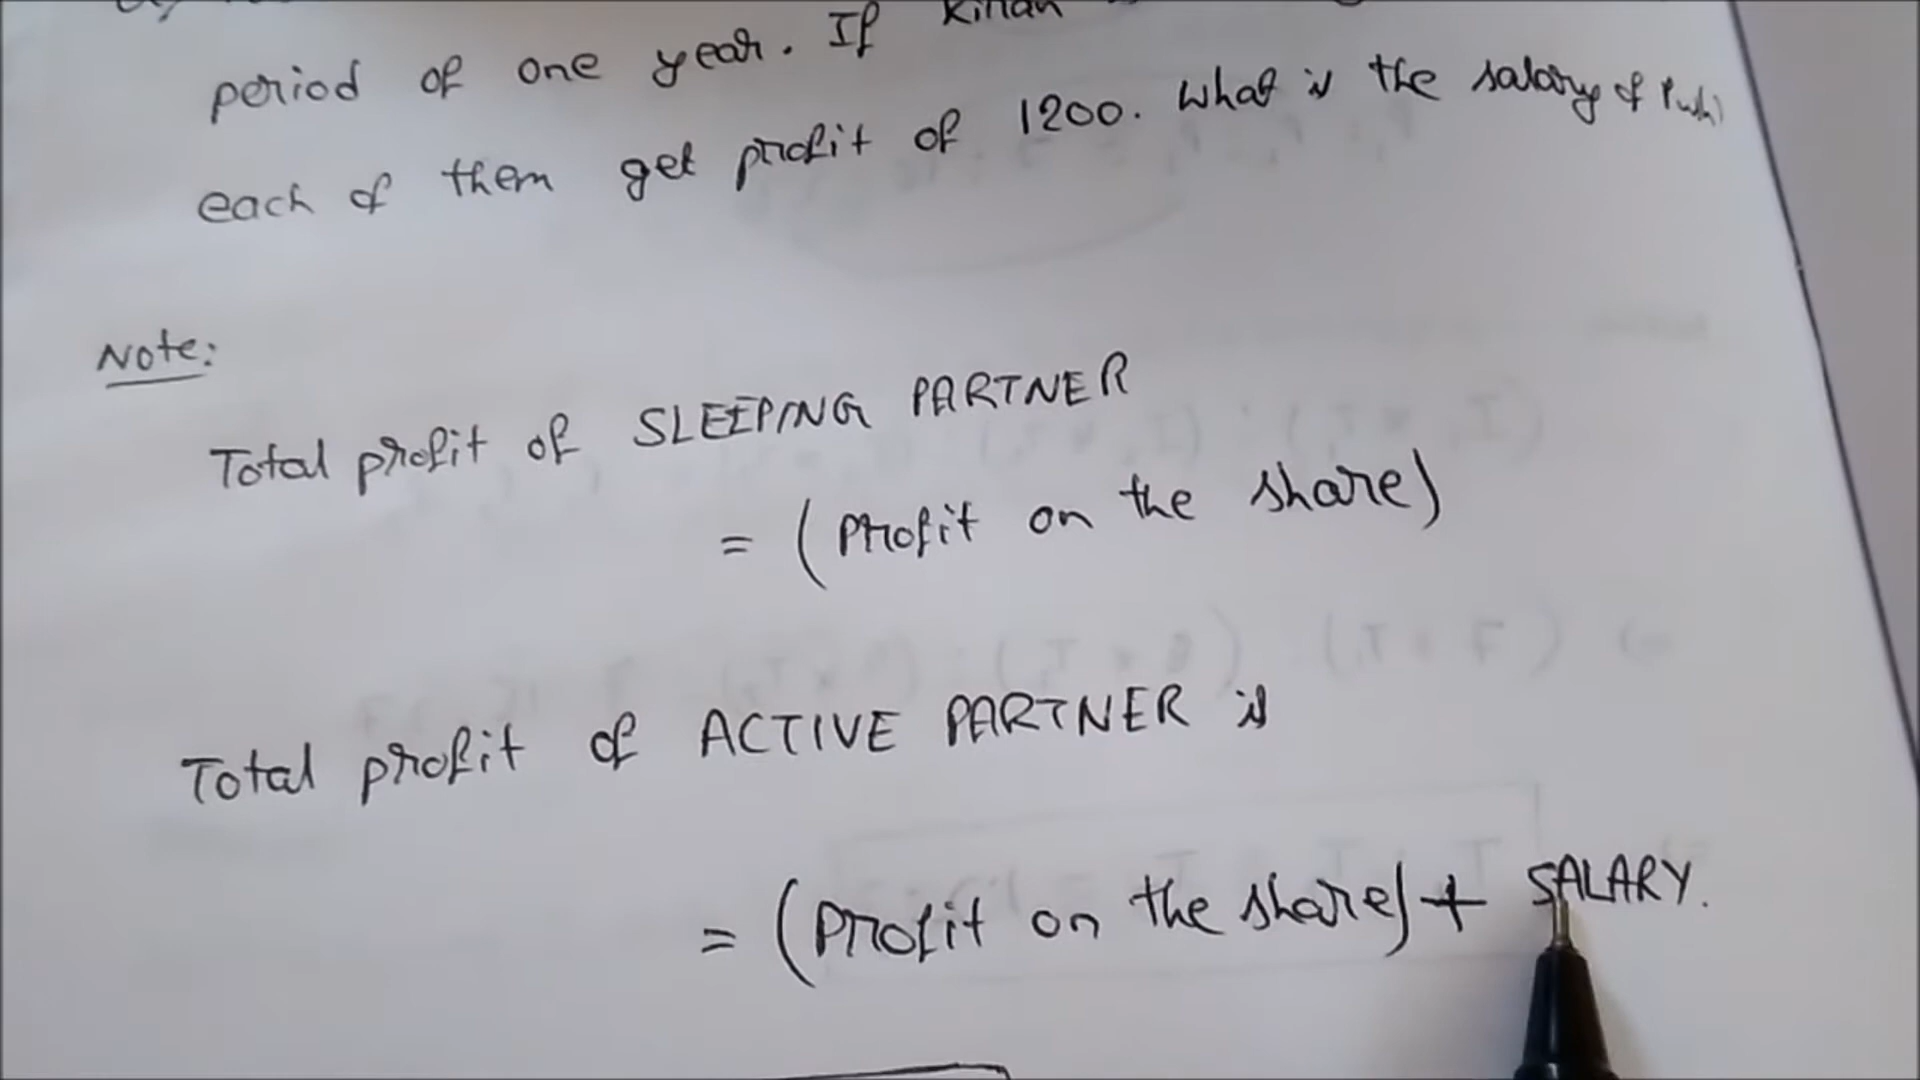 period of one year. If Kiran
each of them get profit of 1200. What is the salary of
Note:
Total profit of SLEEPING PARTNER
= (Profit on the share)
Total profit of ACTIVE PARTNER is
= (Profit on the share) + SALARY.